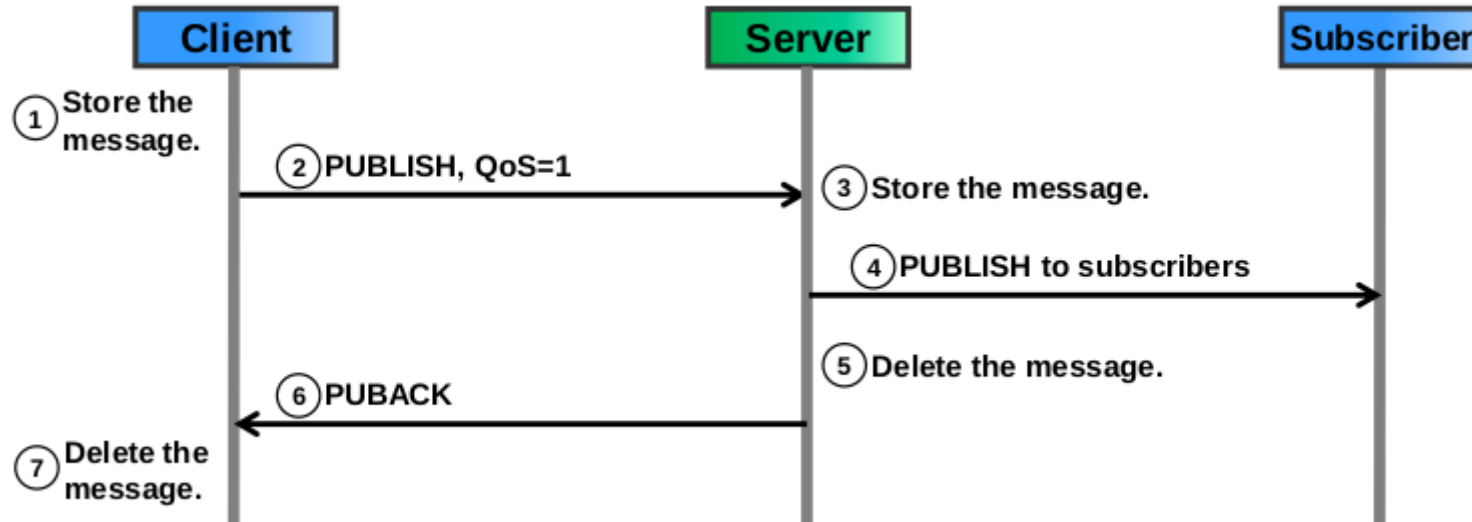 Client
Server
Subscriber
1 Store the
message.
2 PUBLISH, QoS=1
3 Store the message.
4 PUBLISH to subscribers
5 Delete the message.
6 PUBACK
7 Delete the
message.